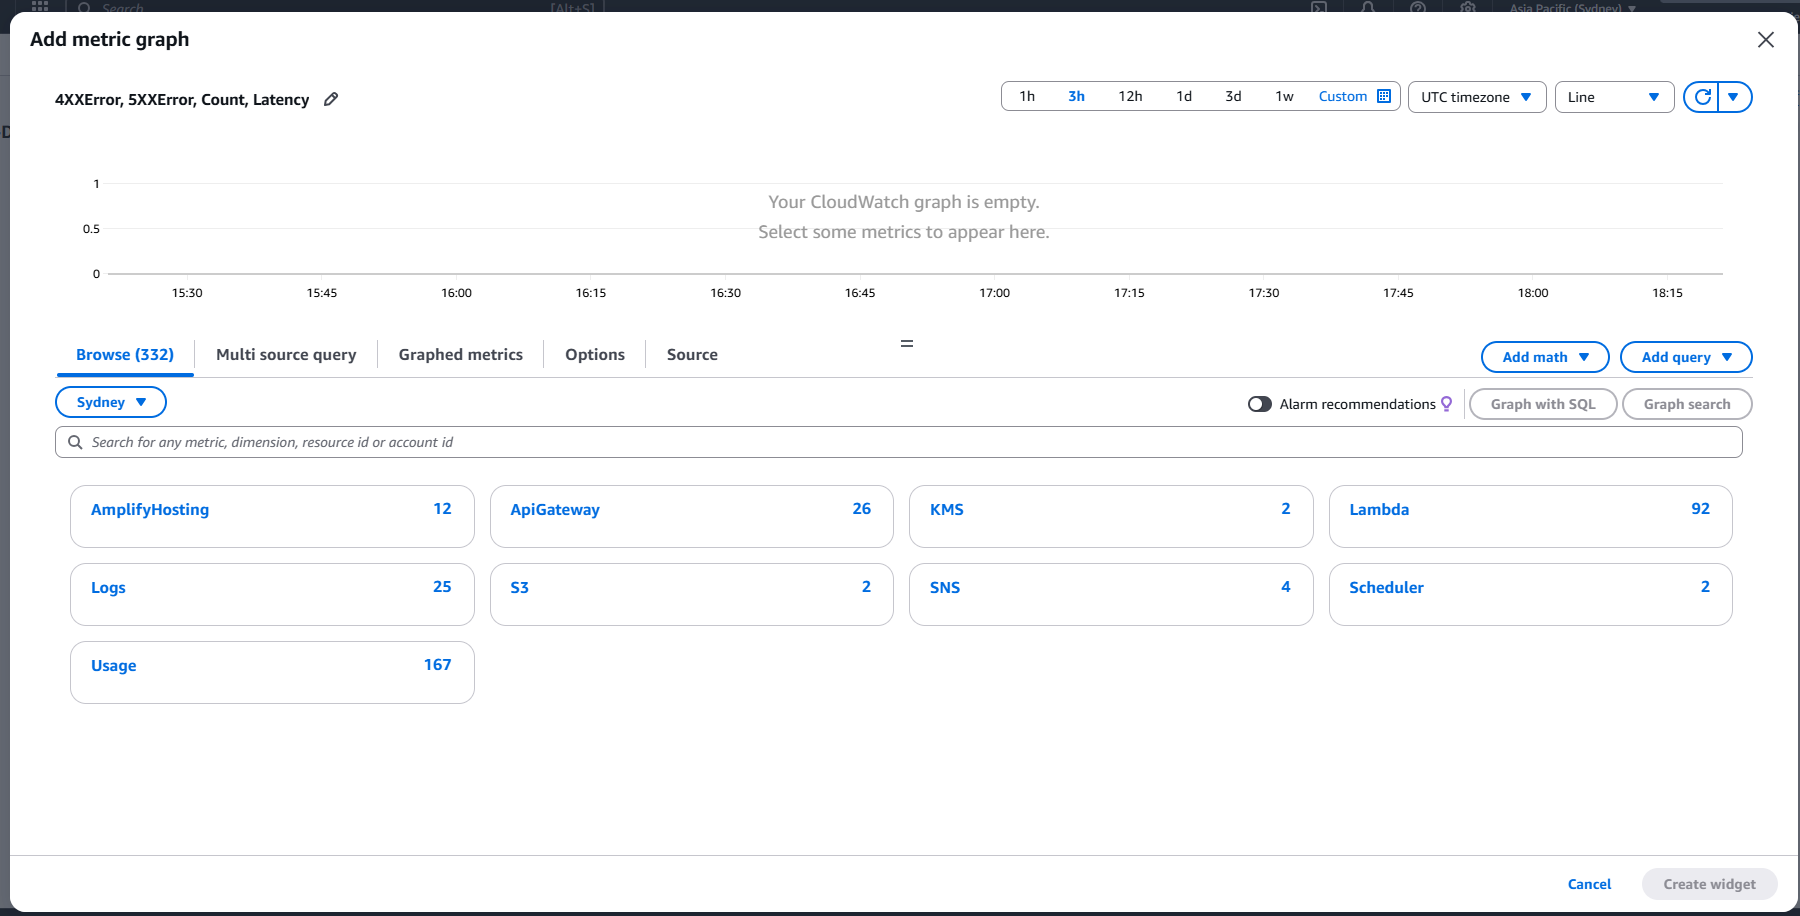 Search
[Alt+S]
Asia Pacific (Sydney)
Add metric graph
4XXError, 5XXError, Count, Latency
1h 3h 12h 1d 3d 1w Custom
UTC timezone
Line
1
Your CloudWatch graph is empty.
0.5
Select some metrics to appear here.
0
15:30 15:45 16:00 16:15 16:30 16:45 17:00 17:15 17:30 17:45 18:00 18:15
Browse (332) Multi source query Graphed metrics Options Source
Add math Add query
Sydney
Alarm recommendations
Graph with SQL Graph search
Search for any metric, dimension, resource id or account id
AmplifyHosting 12
ApiGateway 26
KMS 2
Lambda 92
Logs 25
S3 2
SNS 4
Scheduler 2
Usage 167
Cancel Create widget